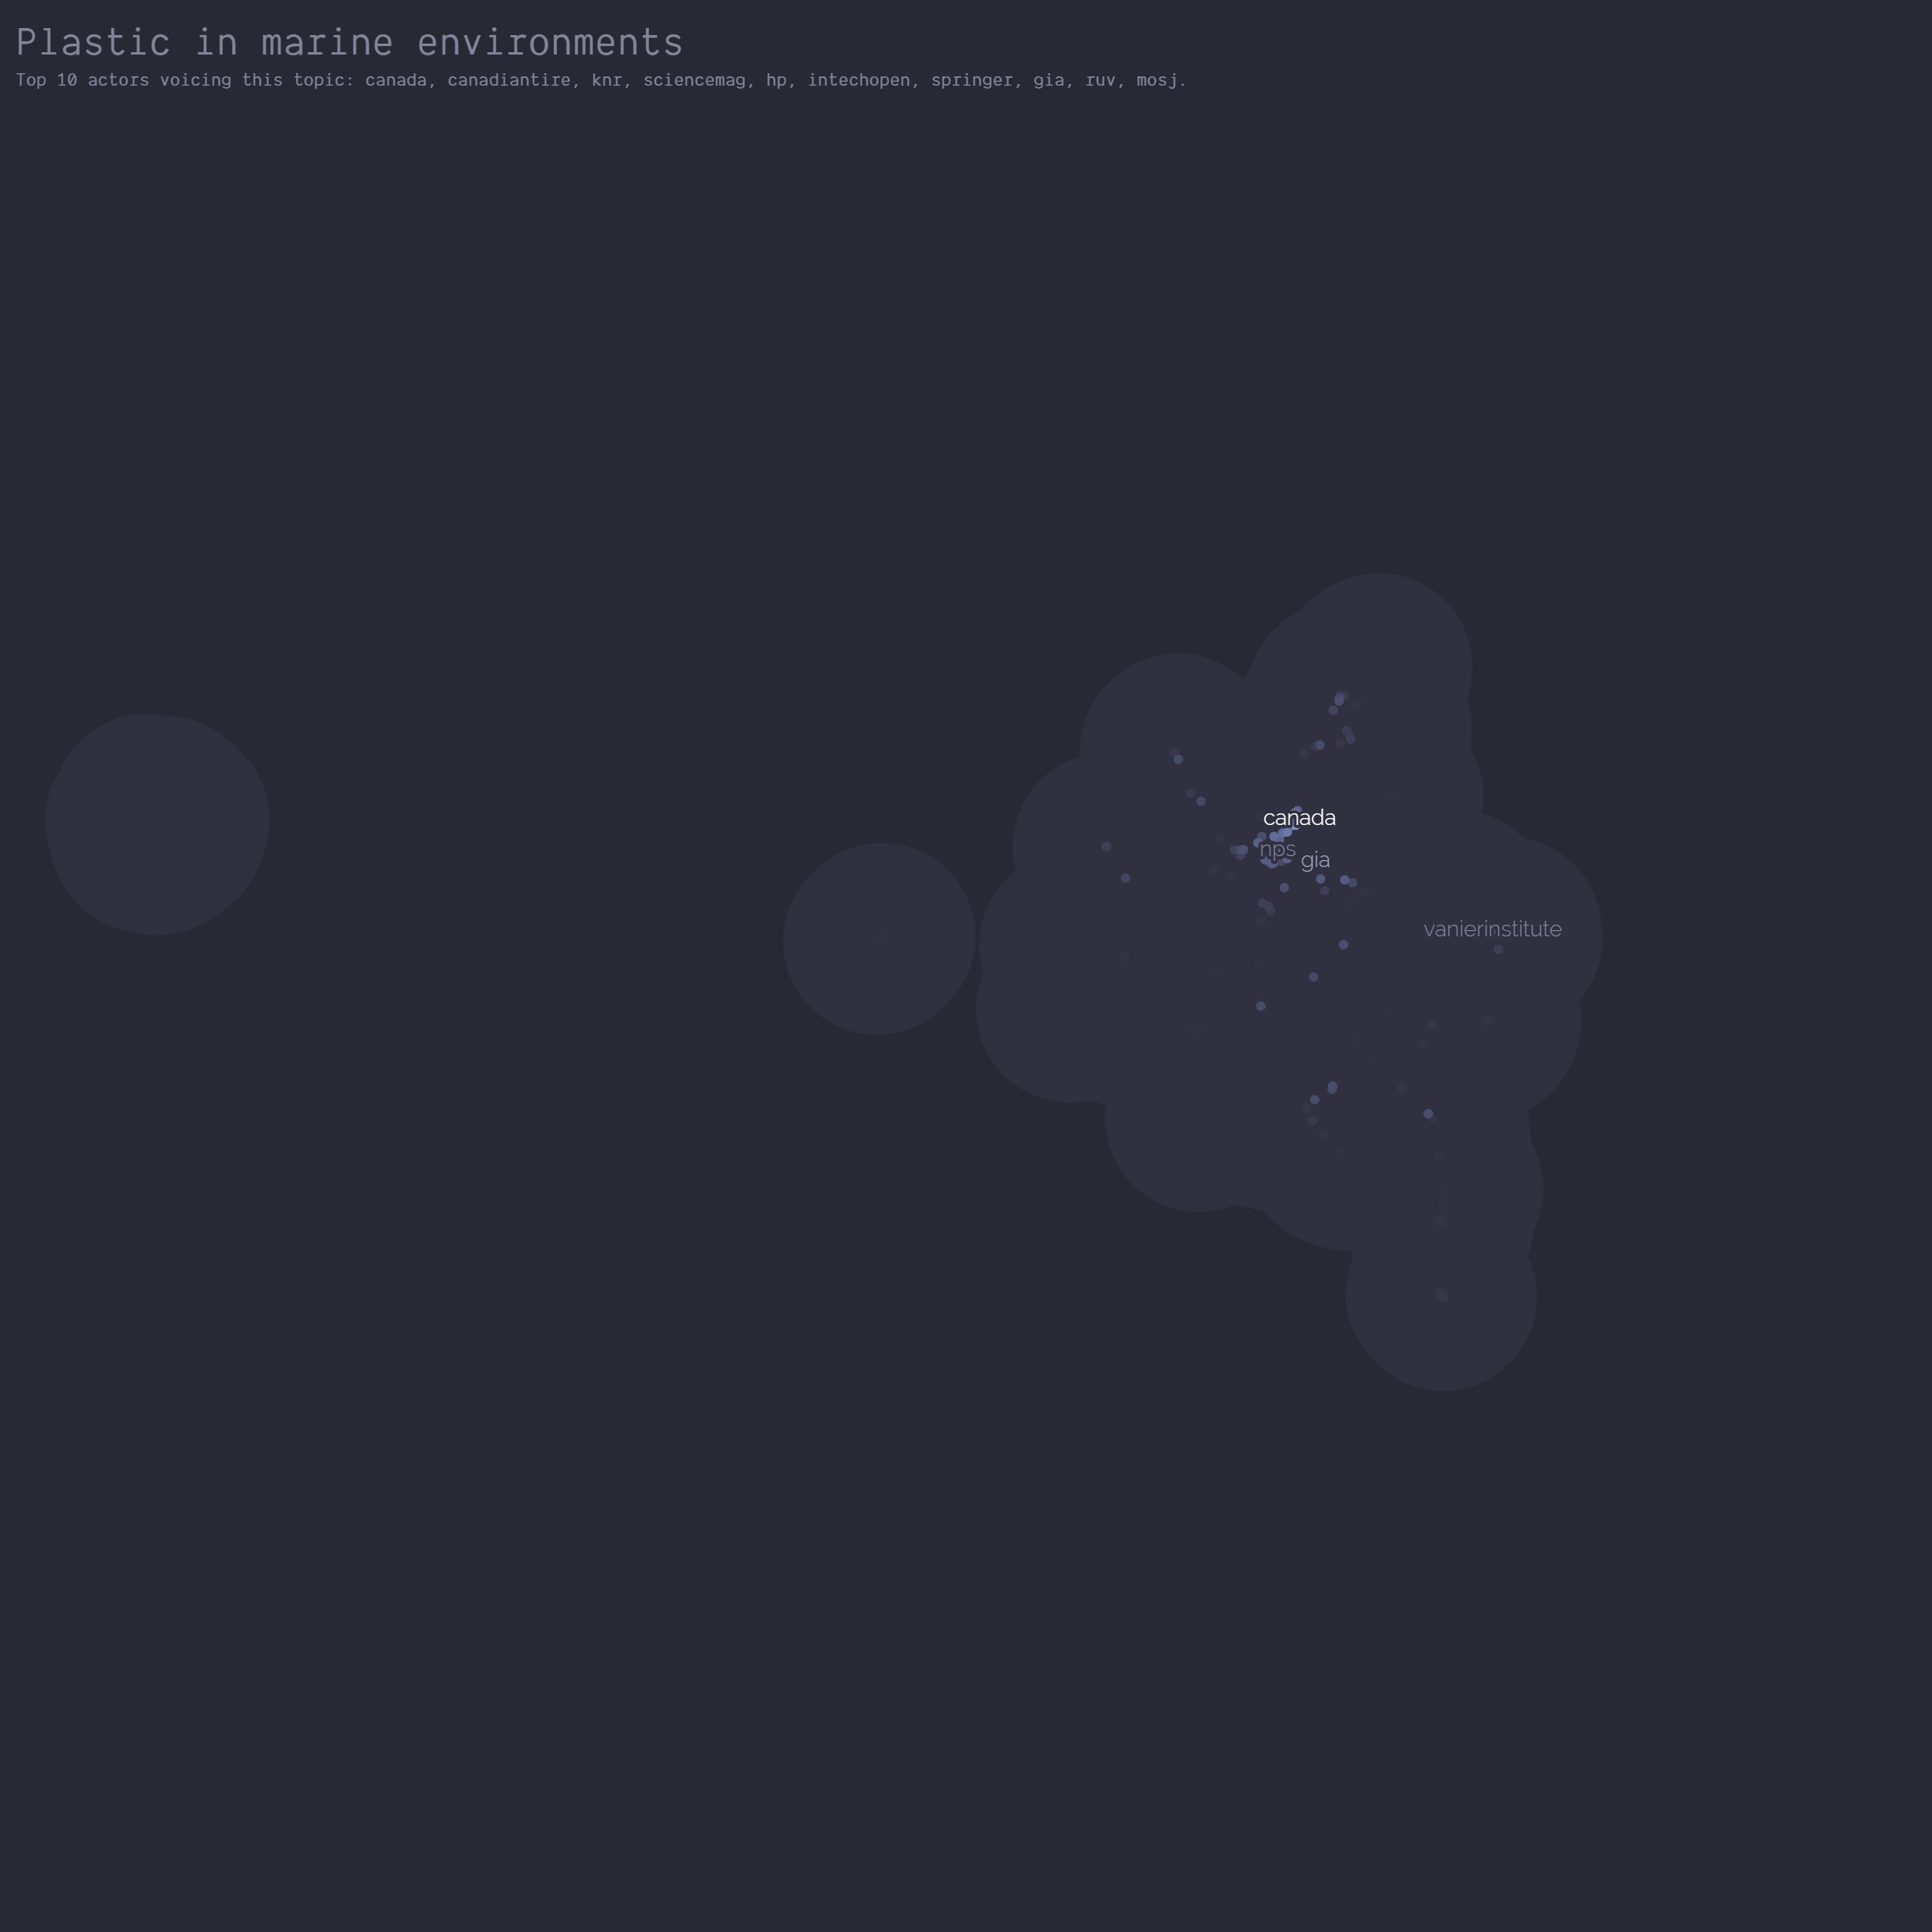 Plastic in marine environments
Top 10 actors voicing this topic: canada, canadiantire, knr, sciencemag, hp, intechopen, springer, gia, ruv, mosj.
canada
nps
gia
vanierinstitute